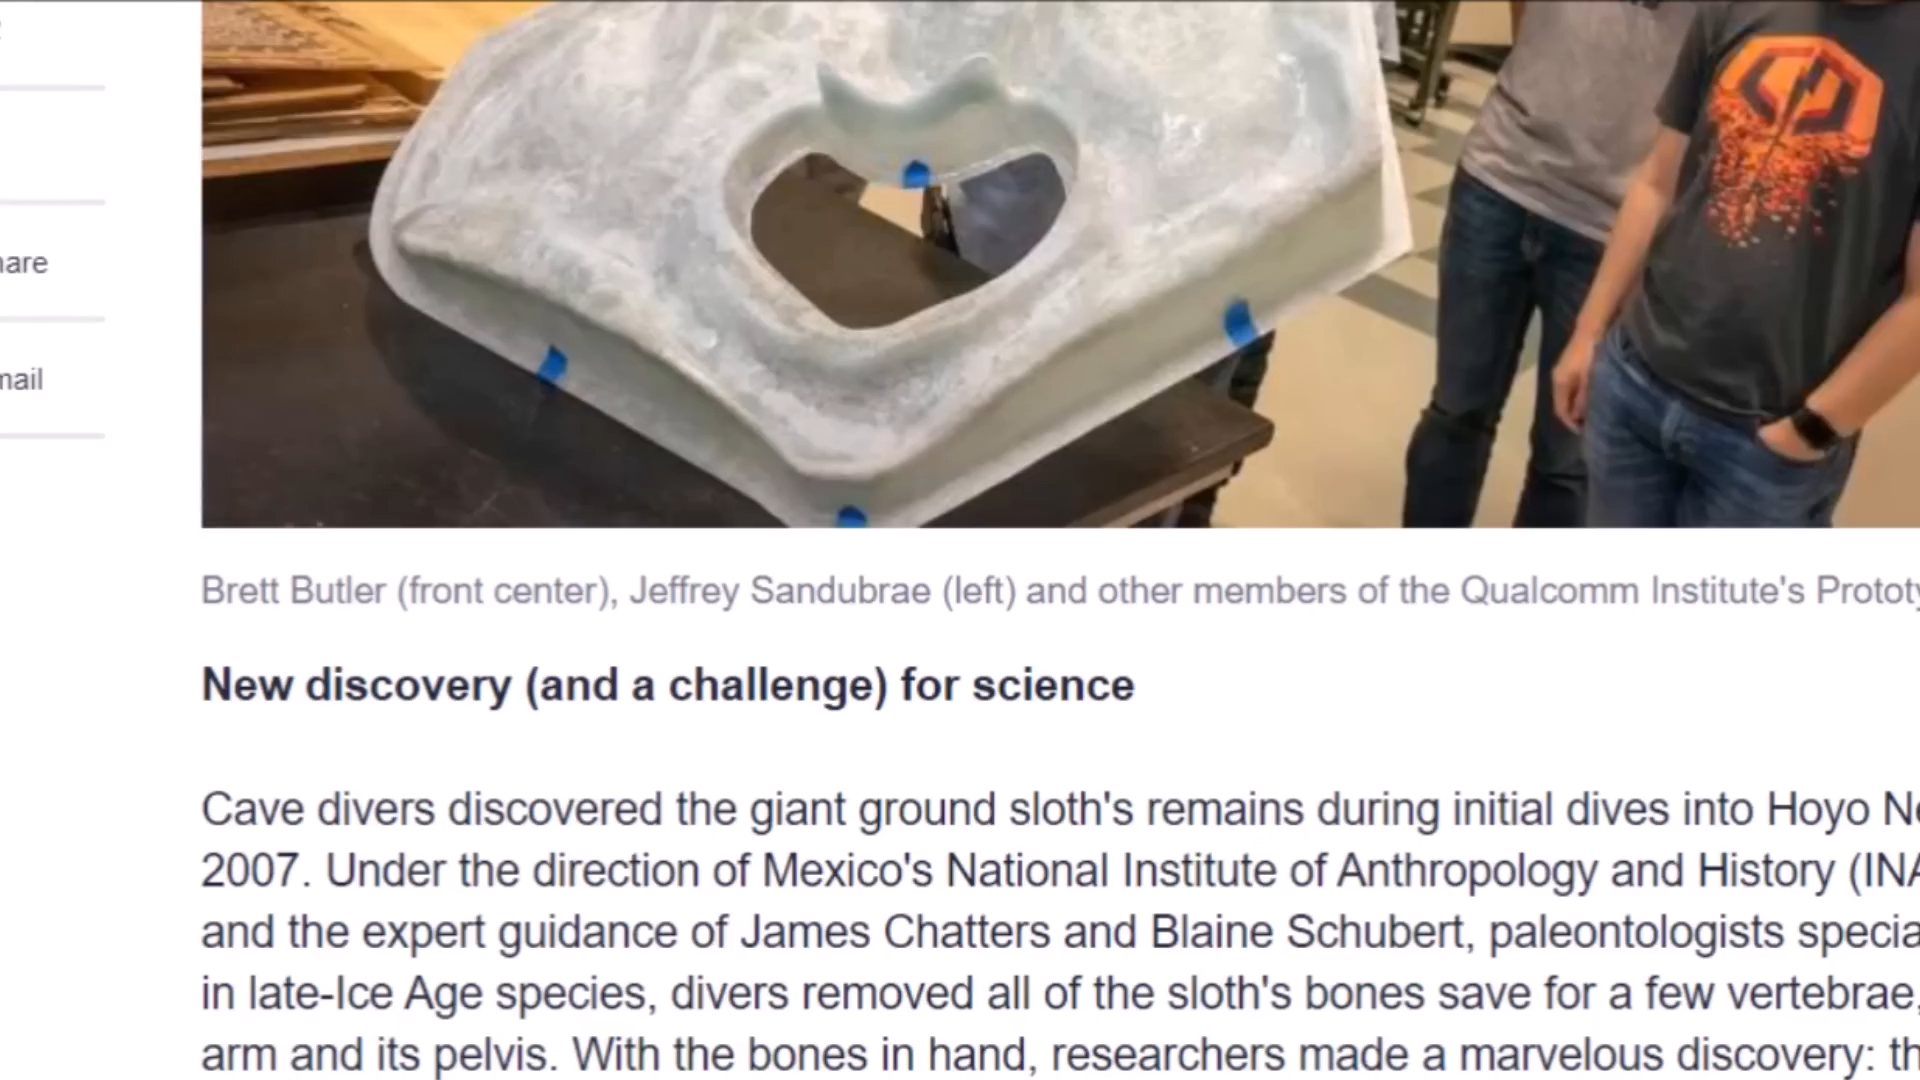 hare
mail
Brett Butler (front center), Jeffrey Sandubrae (left) and other members of the Qualcomm Institute's
New discovery (and a challenge) for science
Cave divers discovered the giant ground sloth's remains during initial dives into Hoyo
2007. Under the direction of Mexico's National Institute of Anthropology and History
and the expert guidance of James Chatters and Blaine Schubert, paleontologists
in late-Ice Age species, divers removed all of the sloth's bones save for a few vertebrae,
arm and its pelvis. With the bones in hand, researchers made a marvelous discovery: